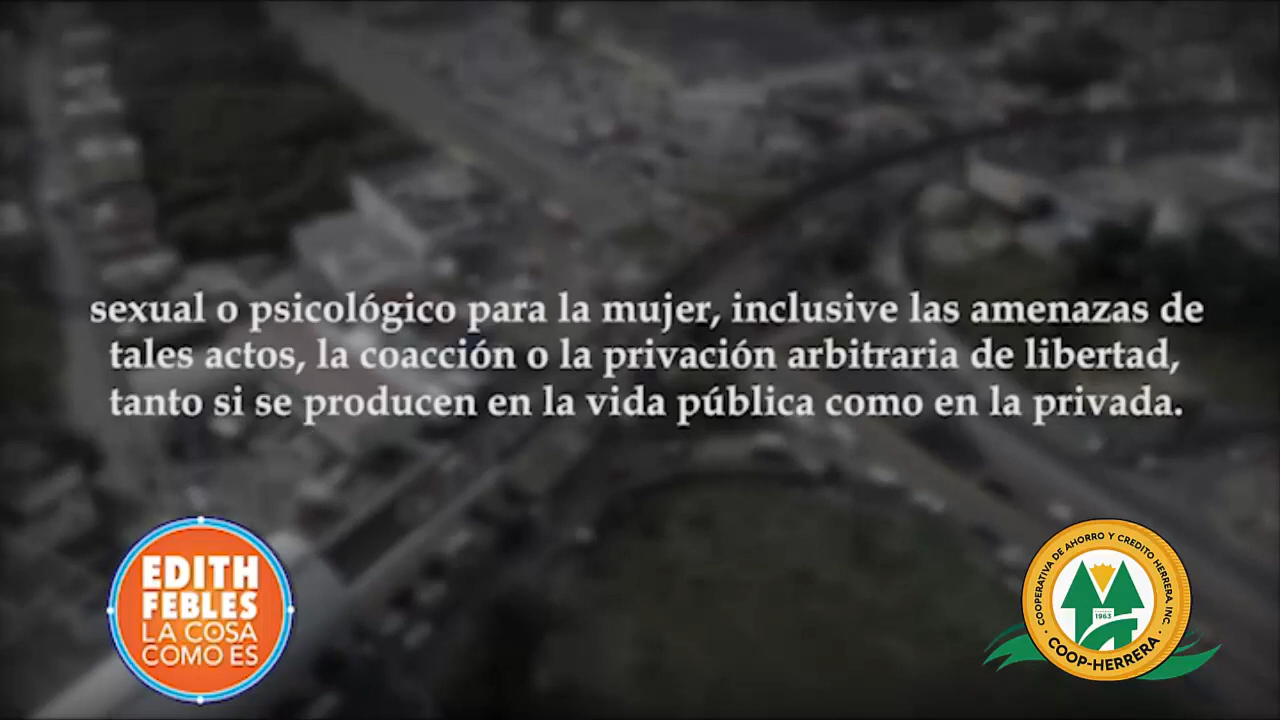 sexual o psicológico para la mujer, inclusive las amenazas de
tales actos, la coacción o la privación arbitraria de libertad,
tanto si se producen en la vida pública como en la privada.
EDITH
FEBLES
LA COSA
COMO ES
COOPERATIVA DE AHORRO Y CREDITO HERRERA, INC.
1963
COOP-HERRERA